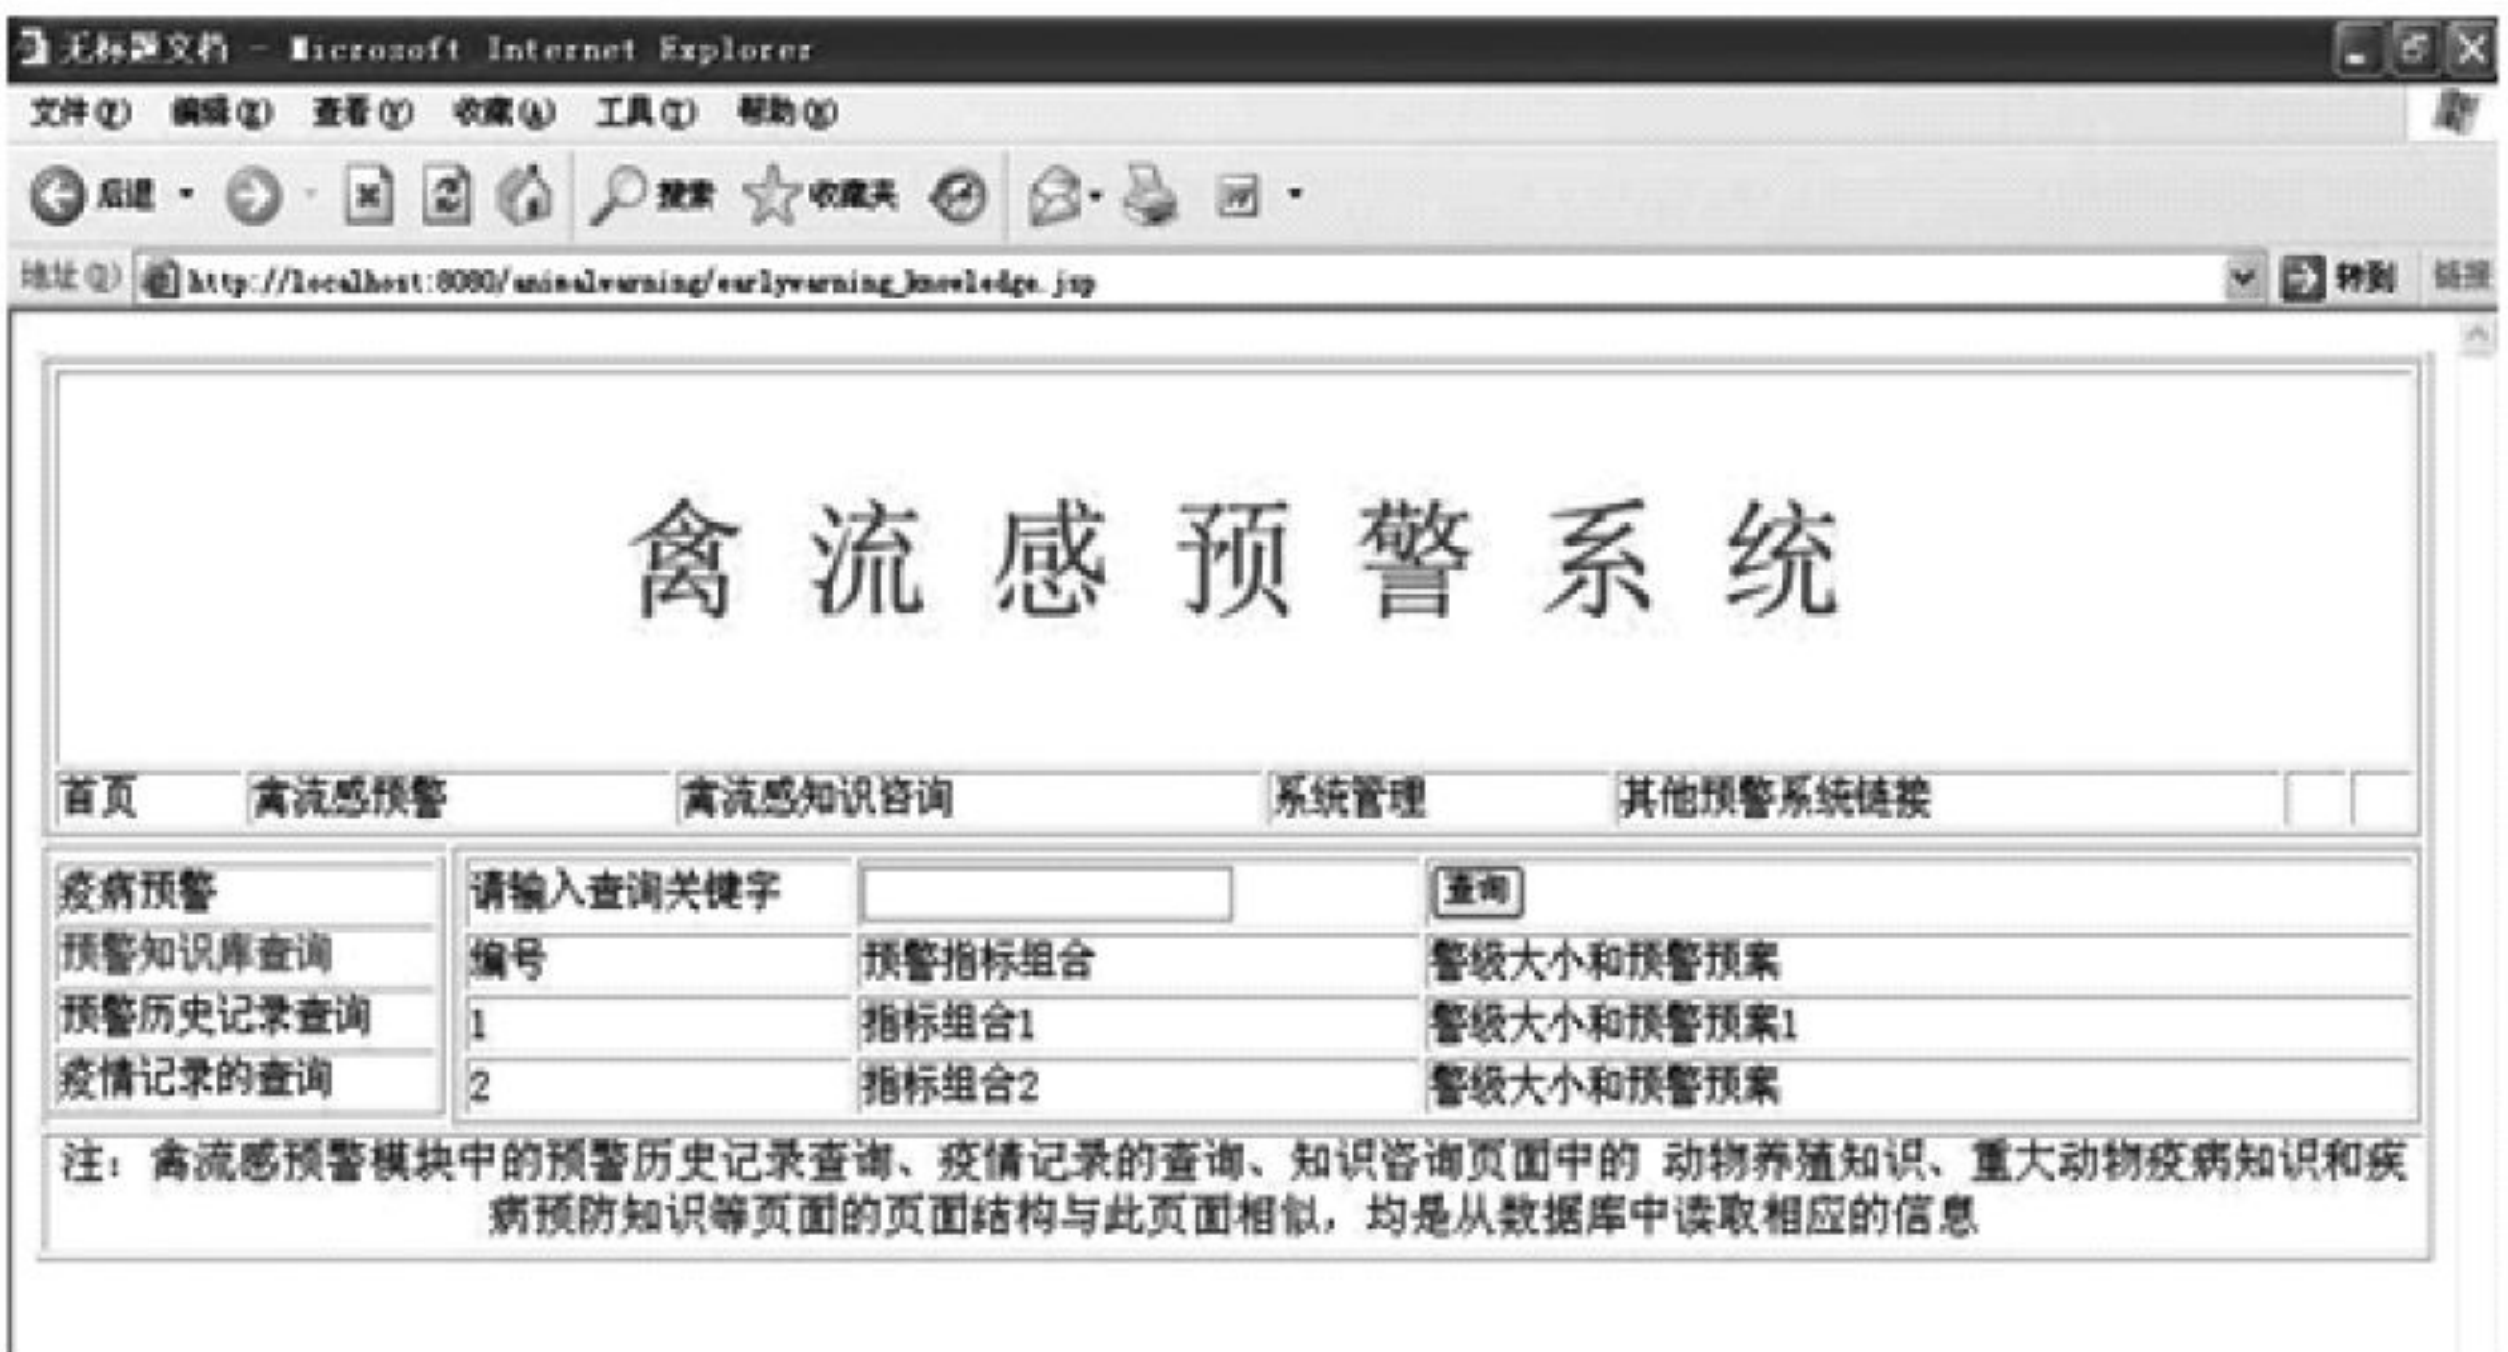 无标题文档 - Microsoft Internet Explorer
文件(F) 编辑(E) 查看(V) 收藏(A) 工具(T) 帮助(H)
后退 搜索 收藏夹
地址(D) http://localhost:8080/animalwarning/earlywarning_knowledge.jsp 转到 链接
禽流感预警系统
首页 禽流感预警 禽流感知识咨询 系统管理 其他预警系统链接
疫病预警 请输入查询关键字 查询
预警知识库查询 编号 预警指标组合 警级大小和预警预案
预警历史记录查询 1 指标组合1 警级大小和预警预案1
疫情记录的查询 2 指标组合2 警级大小和预警预案
注：禽流感预警模块中的预警历史记录查询、疫情记录的查询、知识咨询页面中的 动物养殖知识、重大动物疫病知识和疾
病预防知识等页面的页面结构与此页面相似，均是从数据库中读取相应的信息